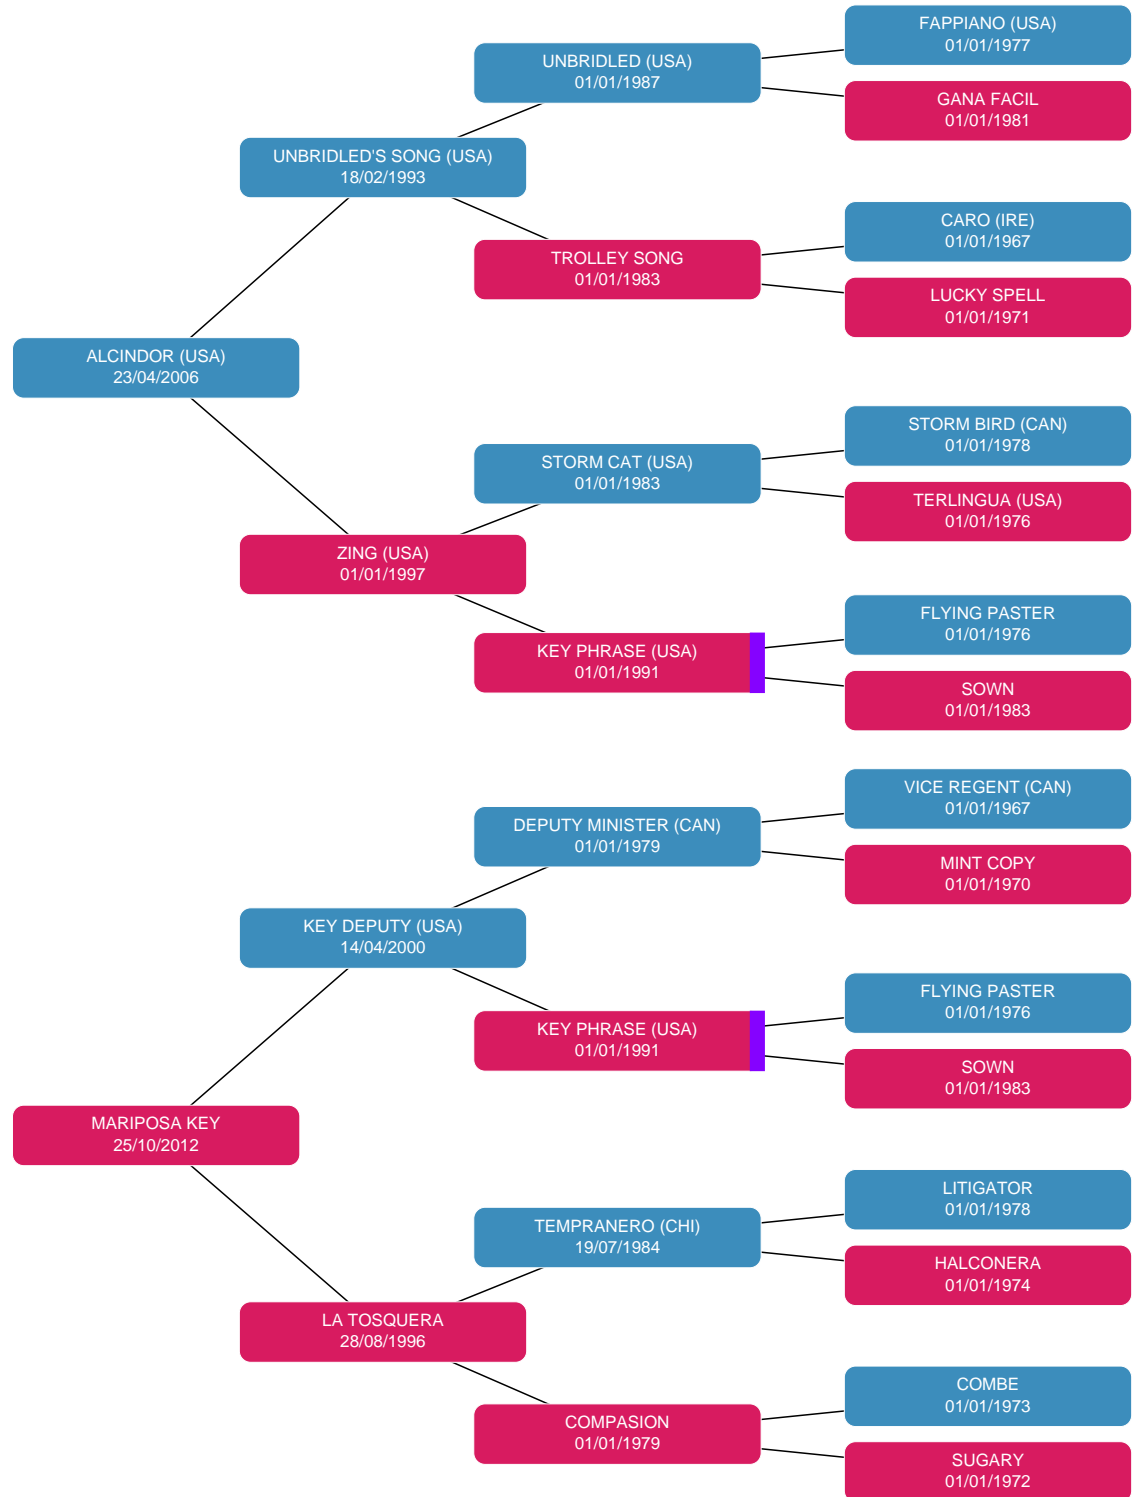 FAPPIANO (USA)
01/01/1977
UNBRIDLED (USA)
01/01/1987
GANA FACIL
01/01/1981
UNBRIDLED'S SONG (USA)
18/02/1993
CARO (IRE)
01/01/1967
TROLLEY SONG
01/01/1983
LUCKY SPELL
01/01/1971
ALCINDOR (USA)
23/04/2006
STORM BIRD (CAN)
01/01/1978
STORM CAT (USA)
01/01/1983
TERLINGUA (USA)
01/01/1976
ZING (USA)
01/01/1997
FLYING PASTER
01/01/1976
KEY PHRASE (USA)
01/01/1991
SOWN
01/01/1983
VICE REGENT (CAN)
01/01/1967
DEPUTY MINISTER (CAN)
01/01/1979
MINT COPY
01/01/1970
KEY DEPUTY (USA)
14/04/2000
FLYING PASTER
01/01/1976
KEY PHRASE (USA)
01/01/1991
SOWN
01/01/1983
MARIPOSA KEY
25/10/2012
LITIGATOR
01/01/1978
TEMPRANERO (CHI)
19/07/1984
HALCONERA
01/01/1974
LA TOSQUERA
28/08/1996
COMBE
01/01/1973
COMPASION
01/01/1979
SUGARY
01/01/1972